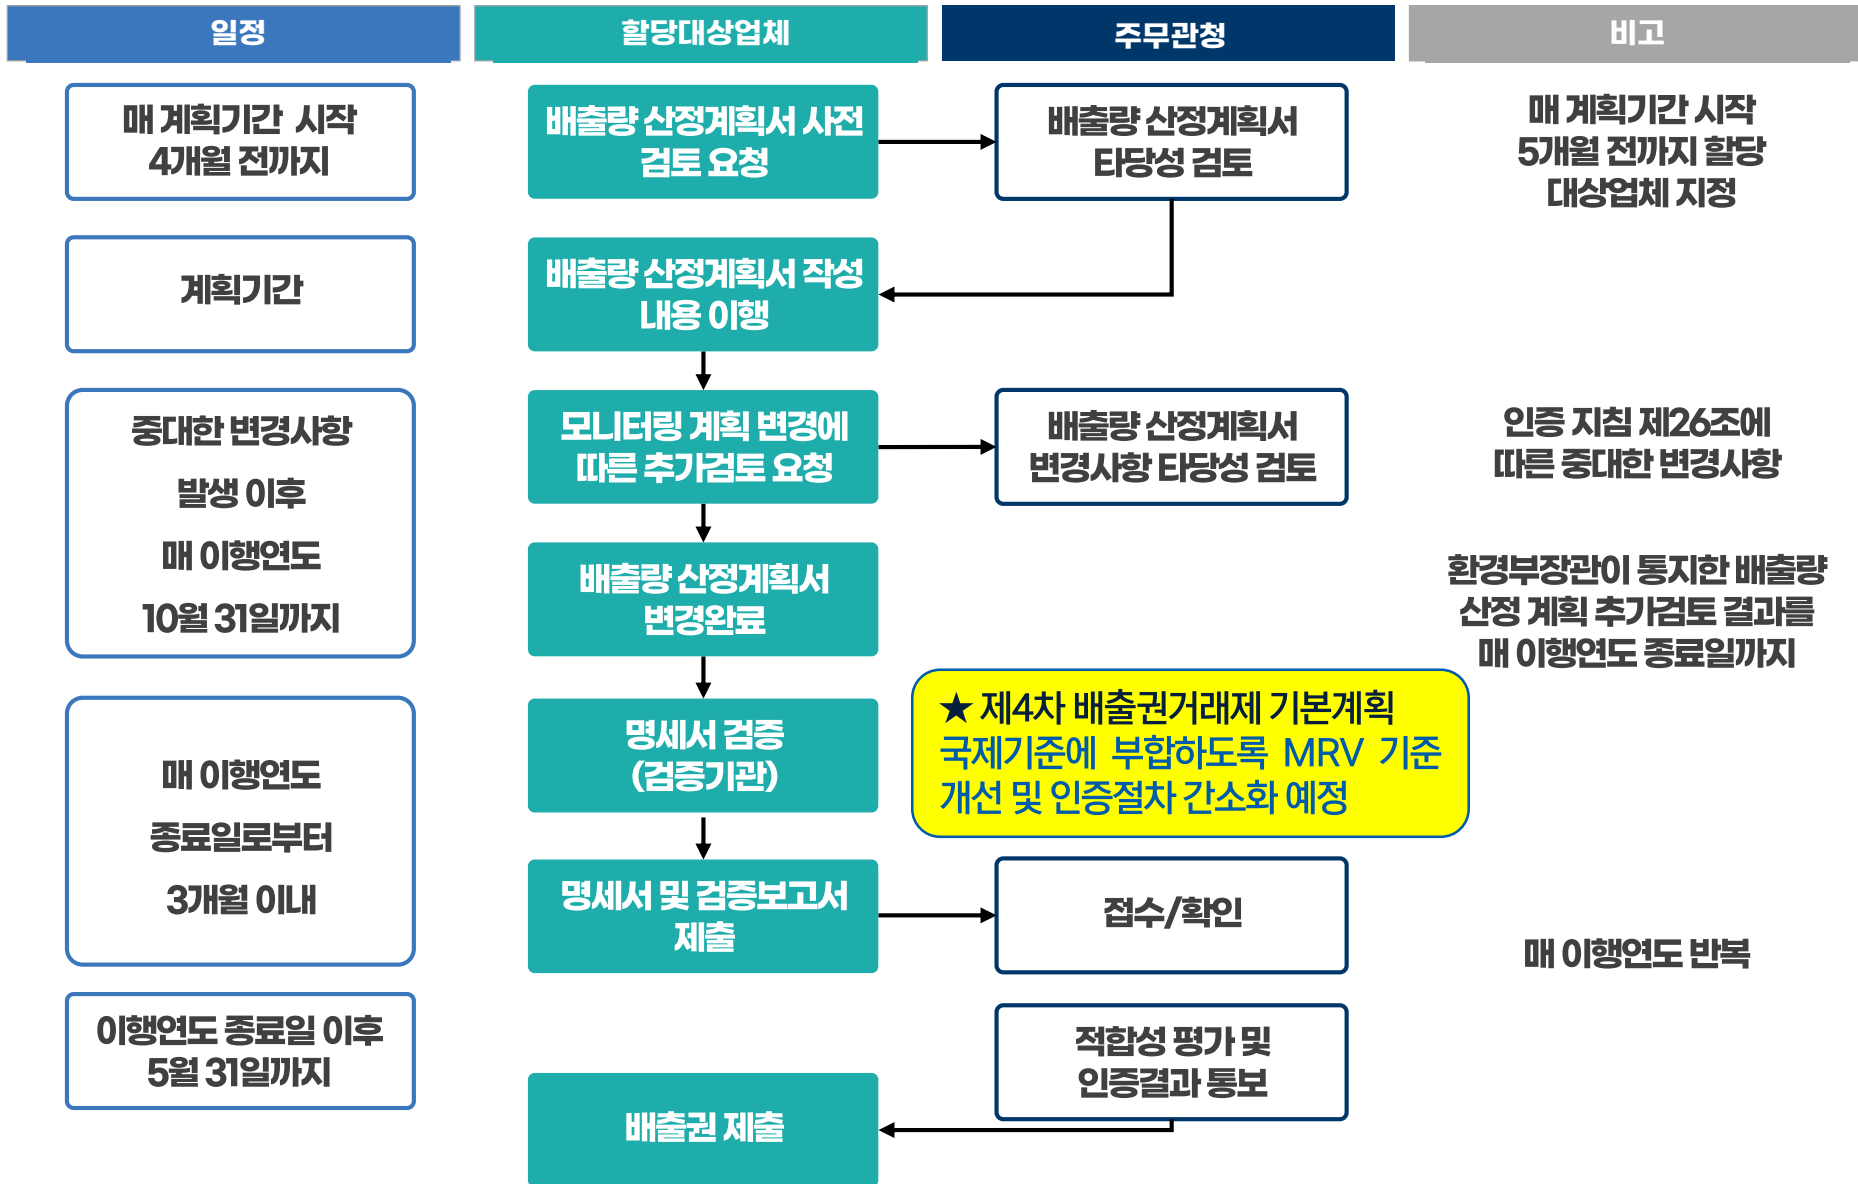 일정
할당대상업체
주무관청
비고
매 계획기간 시작
4개월 전까지
배출량 산정계획서 사전
검토 요청
배출량 산정계획서
타당성 검토
매 계획기간 시작
5개월 전까지 할당
대상업체 지정
계획기간
배출량 산정계획서 작성
내용 이행
중대한 변경사항
발생 이후
매 이행연도
10월 31일까지
모니터링 계획 변경에
따른 추가검토 요청
배출량 산정계획서
변경사항 타당성 검토
인증 지침 제26조에
따른 중대한 변경사항
배출량 산정계획서
변경완료
환경부장관이 통지한 배출량
산정 계획 추가검토 결과를
매 이행연도 종료일까지
매 이행연도
종료일로부터
3개월 이내
명세서 검증
(검증기관)
★ 제4차 배출권거래제 기본계획
국제기준에 부합하도록 MRV 기준
개선 및 인증절차 간소화 예정
명세서 및 검증보고서
제출
접수/확인
매 이행연도 반복
이행연도 종료일 이후
5월 31일까지
적합성 평가 및
인증결과 통보
배출권 제출